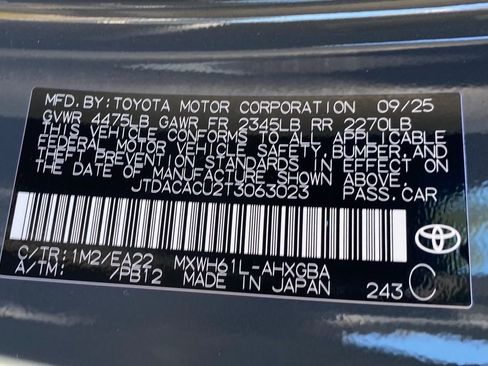 MFD.BY:TOYOTA MOTOR CORPORATION 09/25
GVWR 4475LB GAWR FR 2345LB RR 2270LB
THIS VEHICLE CONFORMS TO ALL APPLICABLE
FEDERAL MOTOR VEHICLE SAFETY,BUMPER,AND
THEFT PREVENTION STANDARDS IN EFFECT ON
THE DATE OF MANUFACTURE SHOWN ABOVE.
JTDACACU2T3063023 PASS.CAR
C/TR:1M2/EA22 MXWH61L-AHXGBA
A/TM: 7PB12 MADE IN JAPAN 243
TOYOTA